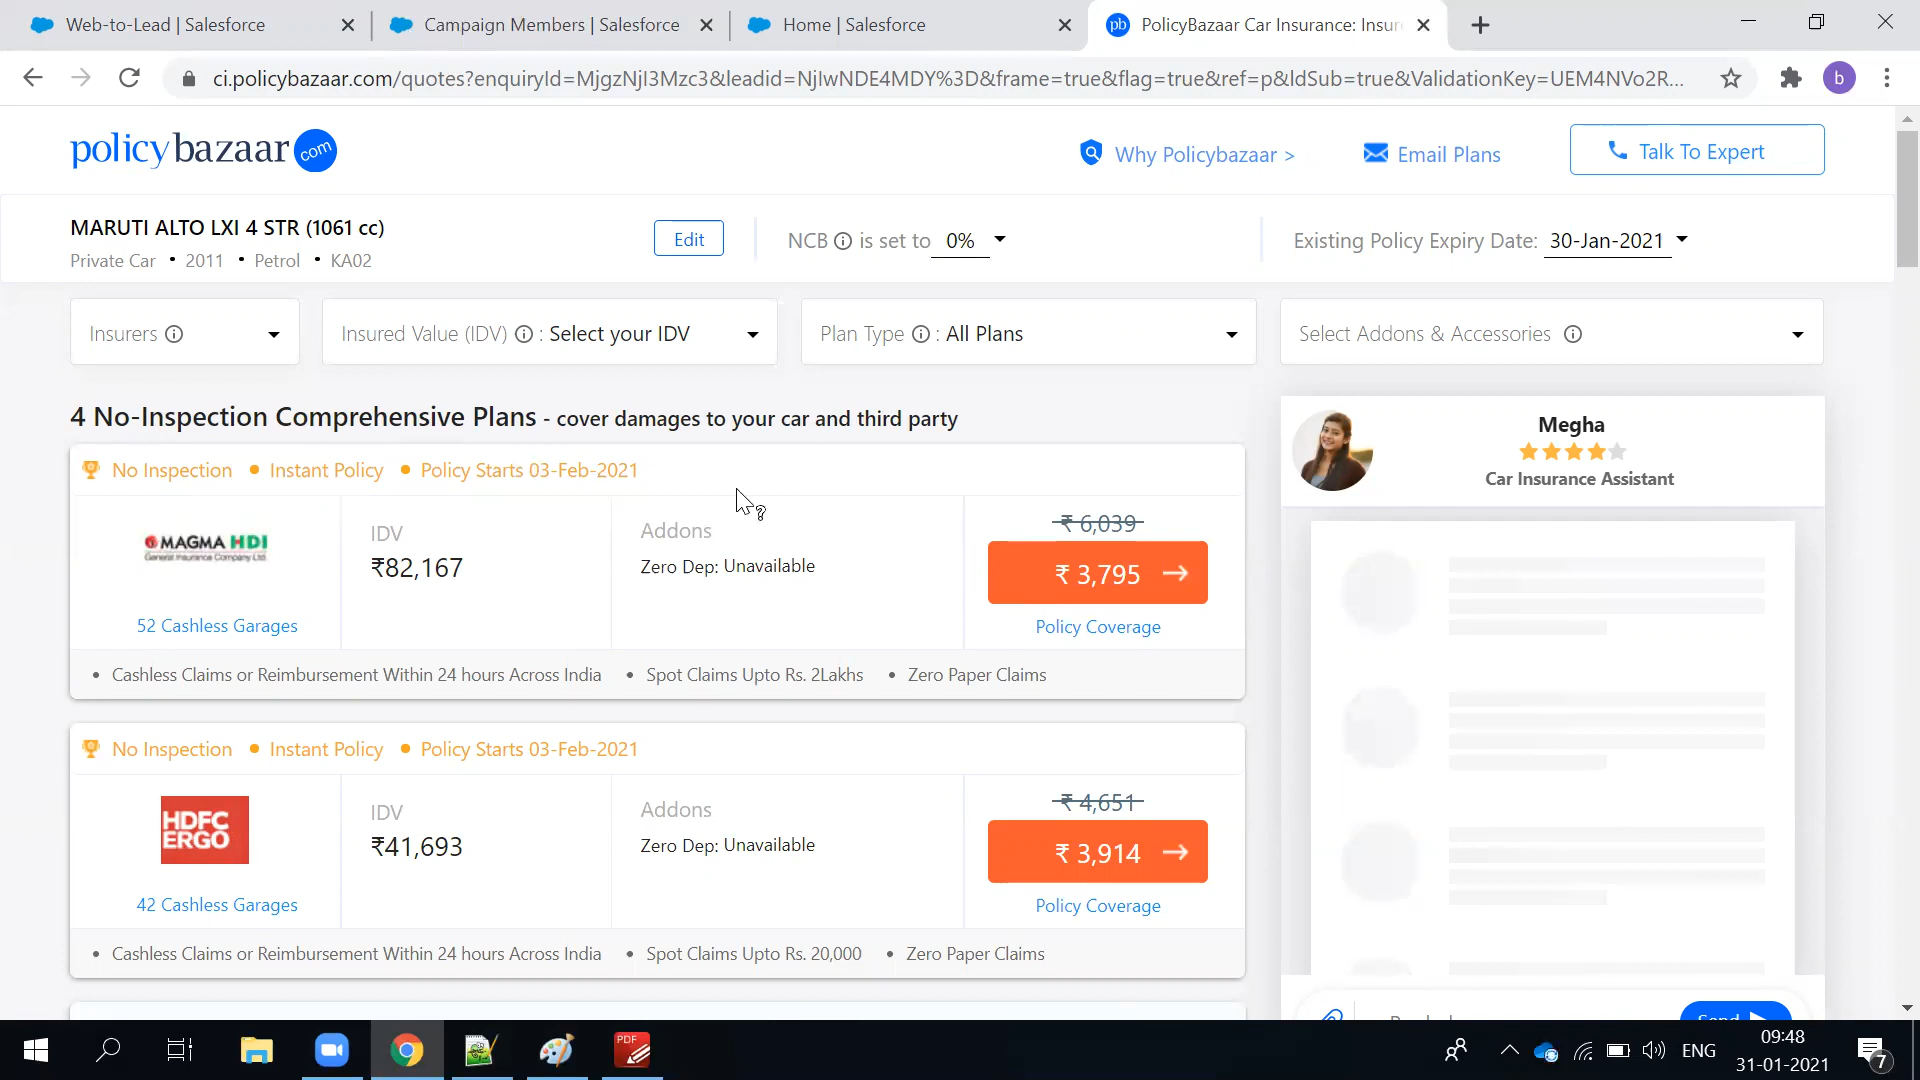 Web-to-Lead | Salesforce
Campaign Members | Salesforce
Home | Salesforce
pb PolicyBazaar Car Insurance: Insur
ci.policybazaar.com/quotes?enquiryId=MjgzNjI3Mzc3&leadid=NjIwNDE4MDY%3D&frame=true&flag=true&ref=p&ldSub=true&ValidationKey=UEM4NVo2R...
b
policybazaar com
Why Policybazaar >
Email Plans
Talk To Expert
MARUTI ALTO LXI 4 STR (1061 cc)
Private Car • 2011 • Petrol • KA02
Edit
NCB is set to 0%
Existing Policy Expiry Date: 30-Jan-2021
Insurers
Insured Value (IDV) : Select your IDV
Plan Type : All Plans
Select Addons & Accessories
4 No-Inspection Comprehensive Plans - cover damages to your car and third party
No Inspection • Instant Policy • Policy Starts 03-Feb-2021
MAGMA HDI
General Insurance Company Ltd.
52 Cashless Garages
IDV
₹82,167
Addons
Zero Dep: Unavailable
₹ 6,039
₹ 3,795
Policy Coverage
• Cashless Claims or Reimbursement Within 24 hours Across India • Spot Claims Upto Rs. 2Lakhs • Zero Paper Claims
No Inspection • Instant Policy • Policy Starts 03-Feb-2021
HDFC
ERGO
42 Cashless Garages
IDV
₹41,693
Addons
Zero Dep: Unavailable
₹ 4,651
₹ 3,914
Policy Coverage
• Cashless Claims or Reimbursement Within 24 hours Across India • Spot Claims Upto Rs. 20,000 • Zero Paper Claims
Megha
Car Insurance Assistant
Send
PDF
ENG
09:48
31-01-2021
7